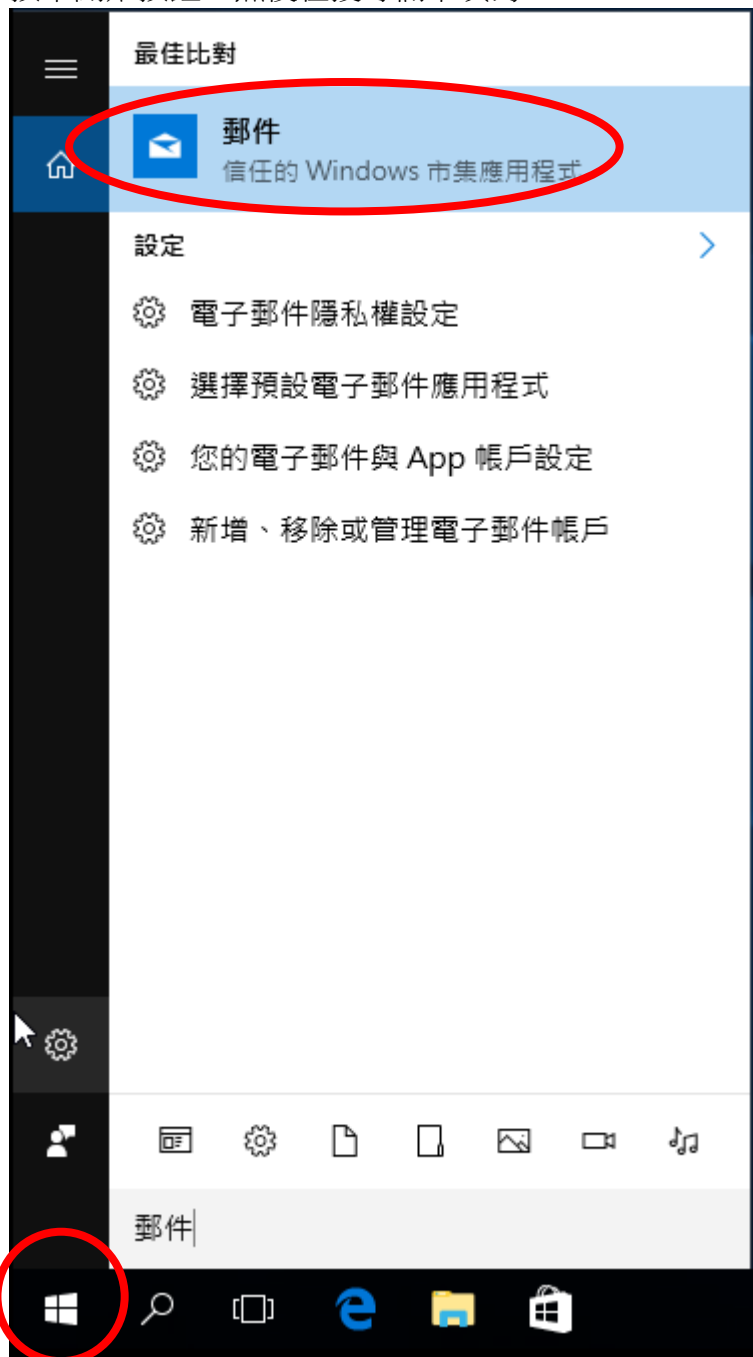 最佳比對
郵件
信任的 Windows 市集應用程式
設定
電子郵件隱私權設定
選擇預設電子郵件應用程式
您的電子郵件與 App 帳戶設定
新增、移除或管理電子郵件帳戶
郵件